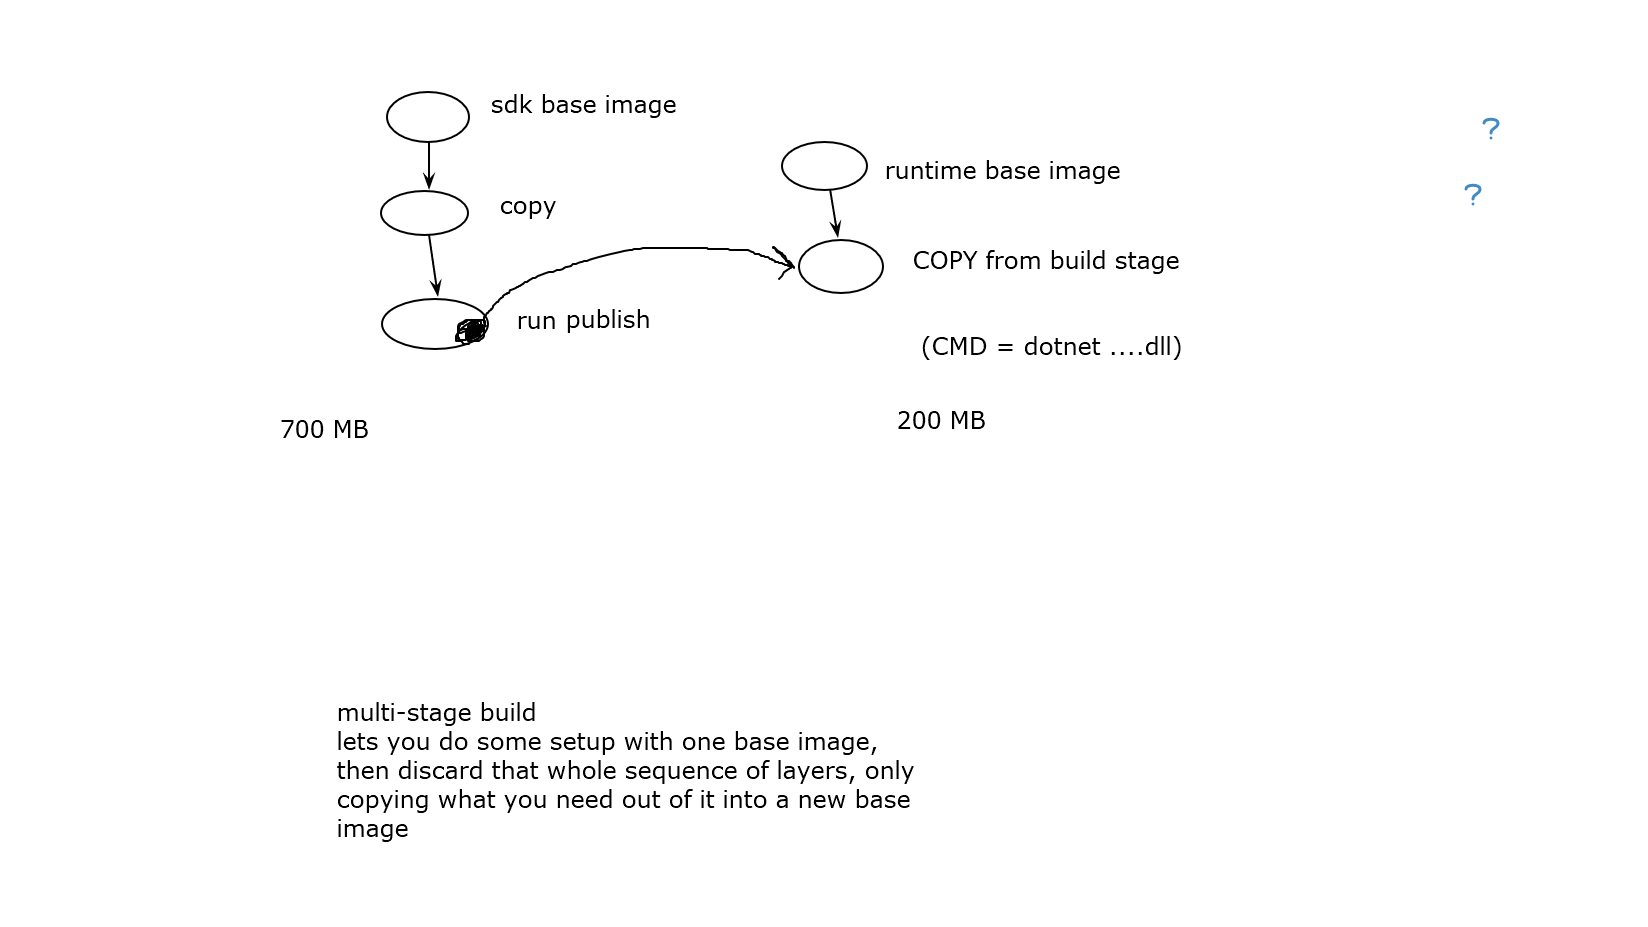 sdk base image
?
runtime base image
?
copy
COPY from build stage
run publish
(CMD = dotnet ....dll)
200 MB
700 MB
multi-stage build
lets you do some setup with one base image,
then discard that whole sequence of layers, only
copying what you need out of it into a new base
image